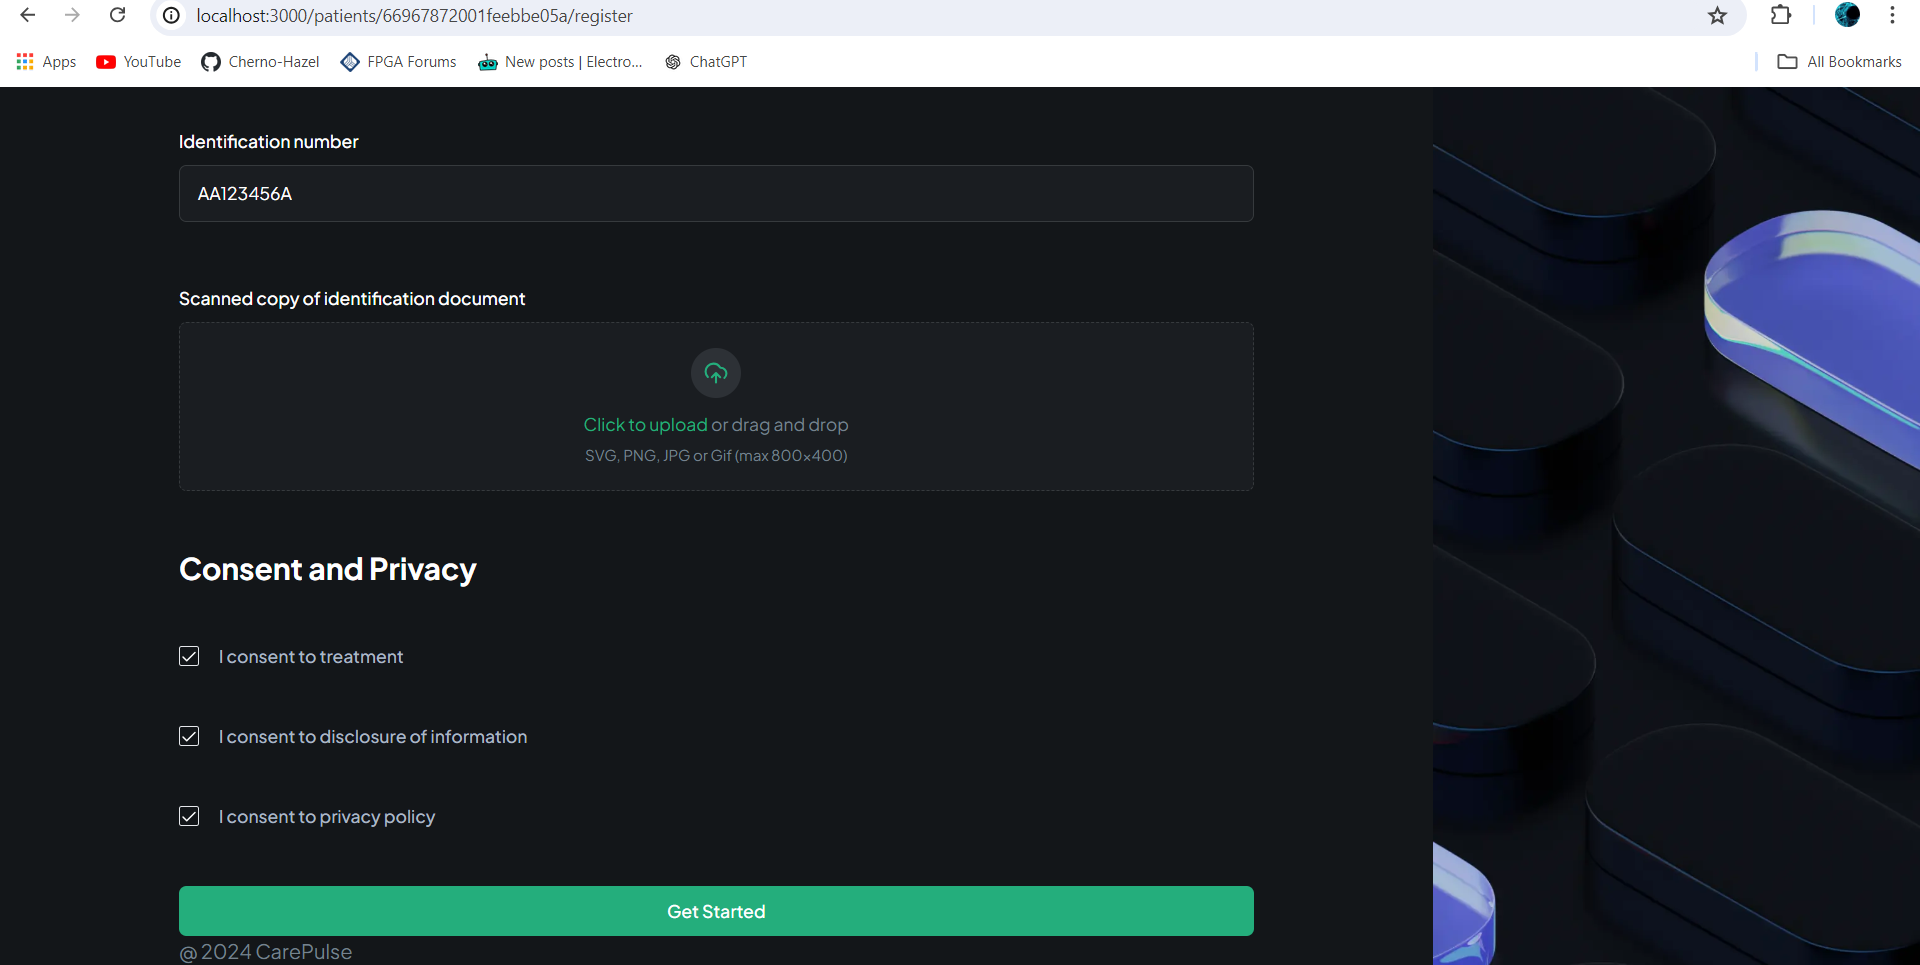 localhost:3000/patients/66967872001feebbe05a/register
Apps YouTube Cherno-Hazel FPGA Forums New posts | Electro... ChatGPT All Bookmarks
Identification number
AA123456A
Scanned copy of identification document
Click to upload or drag and drop
SVG, PNG, JPG or Gif (max 800×400)
Consent and Privacy
I consent to treatment
I consent to disclosure of information
I consent to privacy policy
Get Started
@ 2024 CarePulse